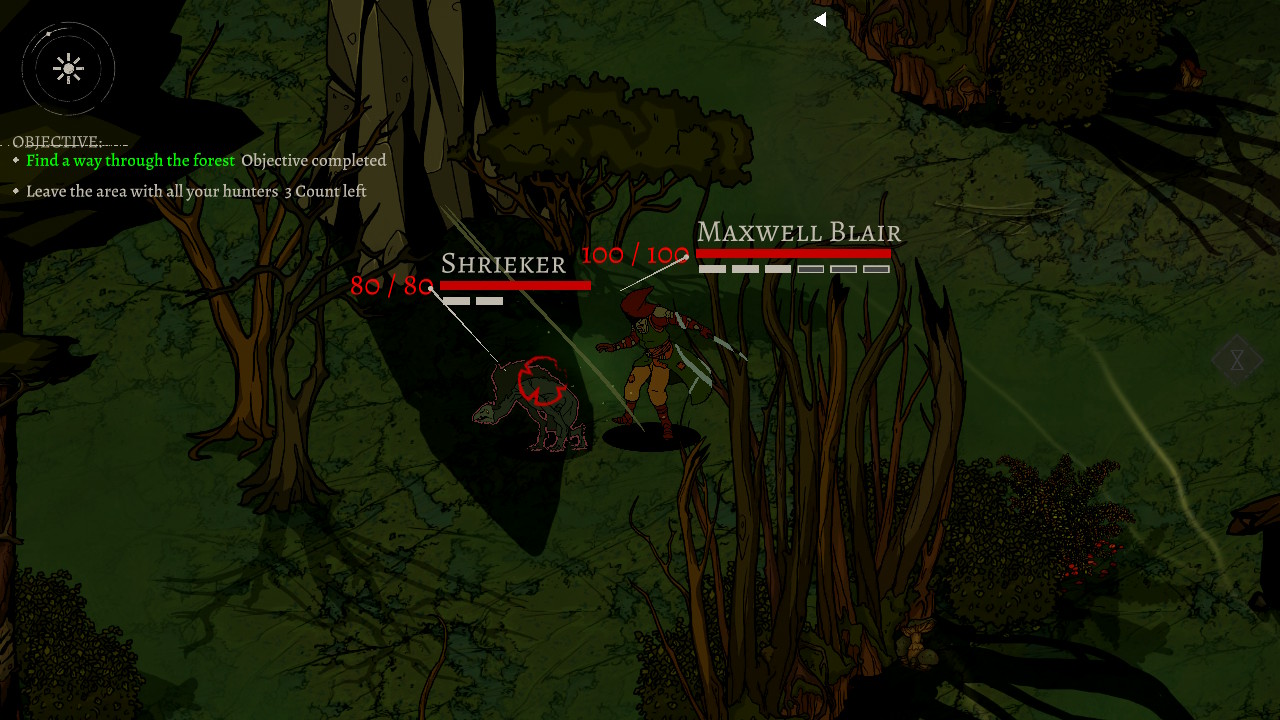 OBJECTIVE:
Find a way through the forest Objective completed
Leave the area with all your hunters 3 Count left
Maxwell Blair
100 / 100
Shrieker
80 / 80